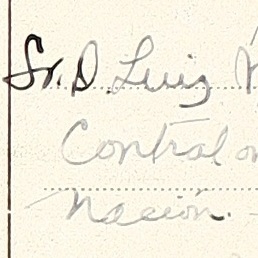 Sr. D. Luis
Contral
Nación.-